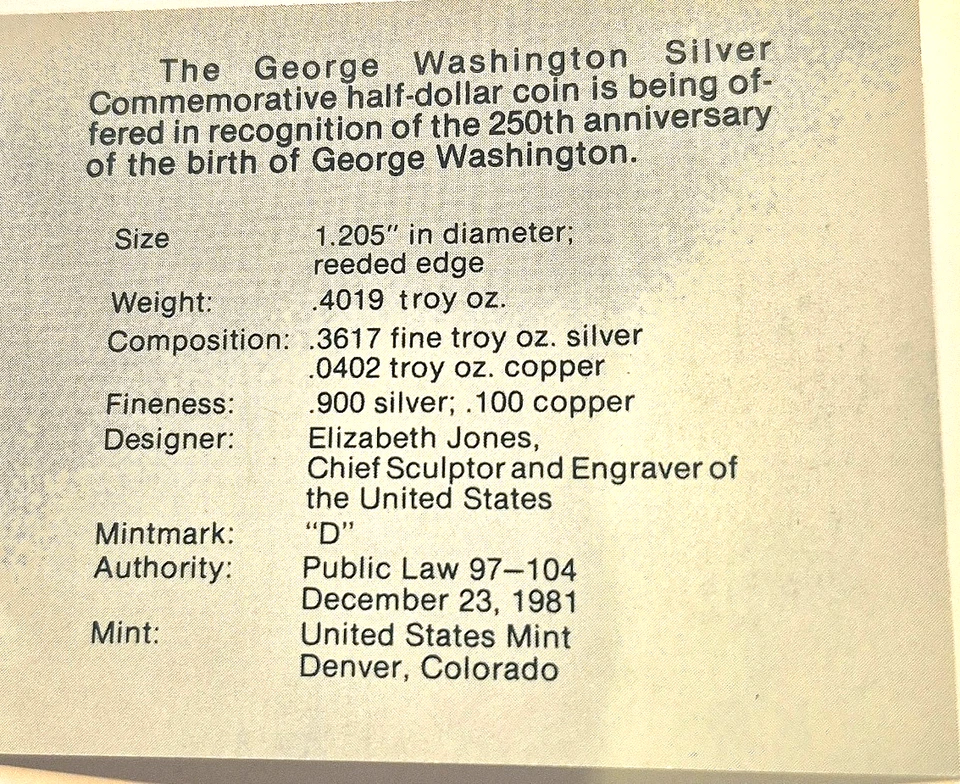 The George Washington Silver
Commemorative half-dollar coin is being of-
fered in recognition of the 250th anniversary
of the birth of George Washington.
Size 1.205″ in diameter;
reeded edge
Weight: .4019 troy oz.
Composition: .3617 fine troy oz. silver
.0402 troy oz. copper
Fineness: .900 silver; .100 copper
Designer: Elizabeth Jones,
Chief Sculptor and Engraver of
the United States
Mintmark: “D”
Authority: Public Law 97–104
December 23, 1981
Mint: United States Mint
Denver, Colorado